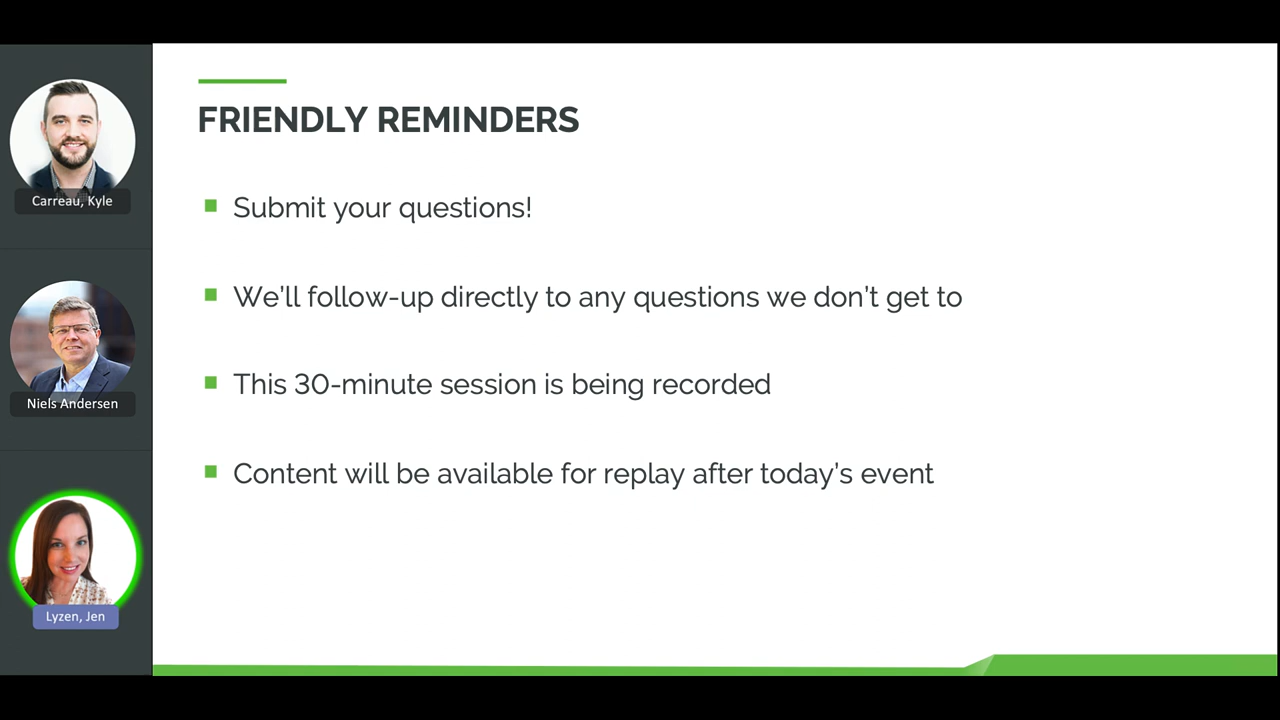 FRIENDLY REMINDERS
Submit your questions!
We'll follow-up directly to any questions we don't get to
This 30-minute session is being recorded
Content will be available for replay after today's event
Carreau, Kyle
Niels Andersen
Lyzen, Jen